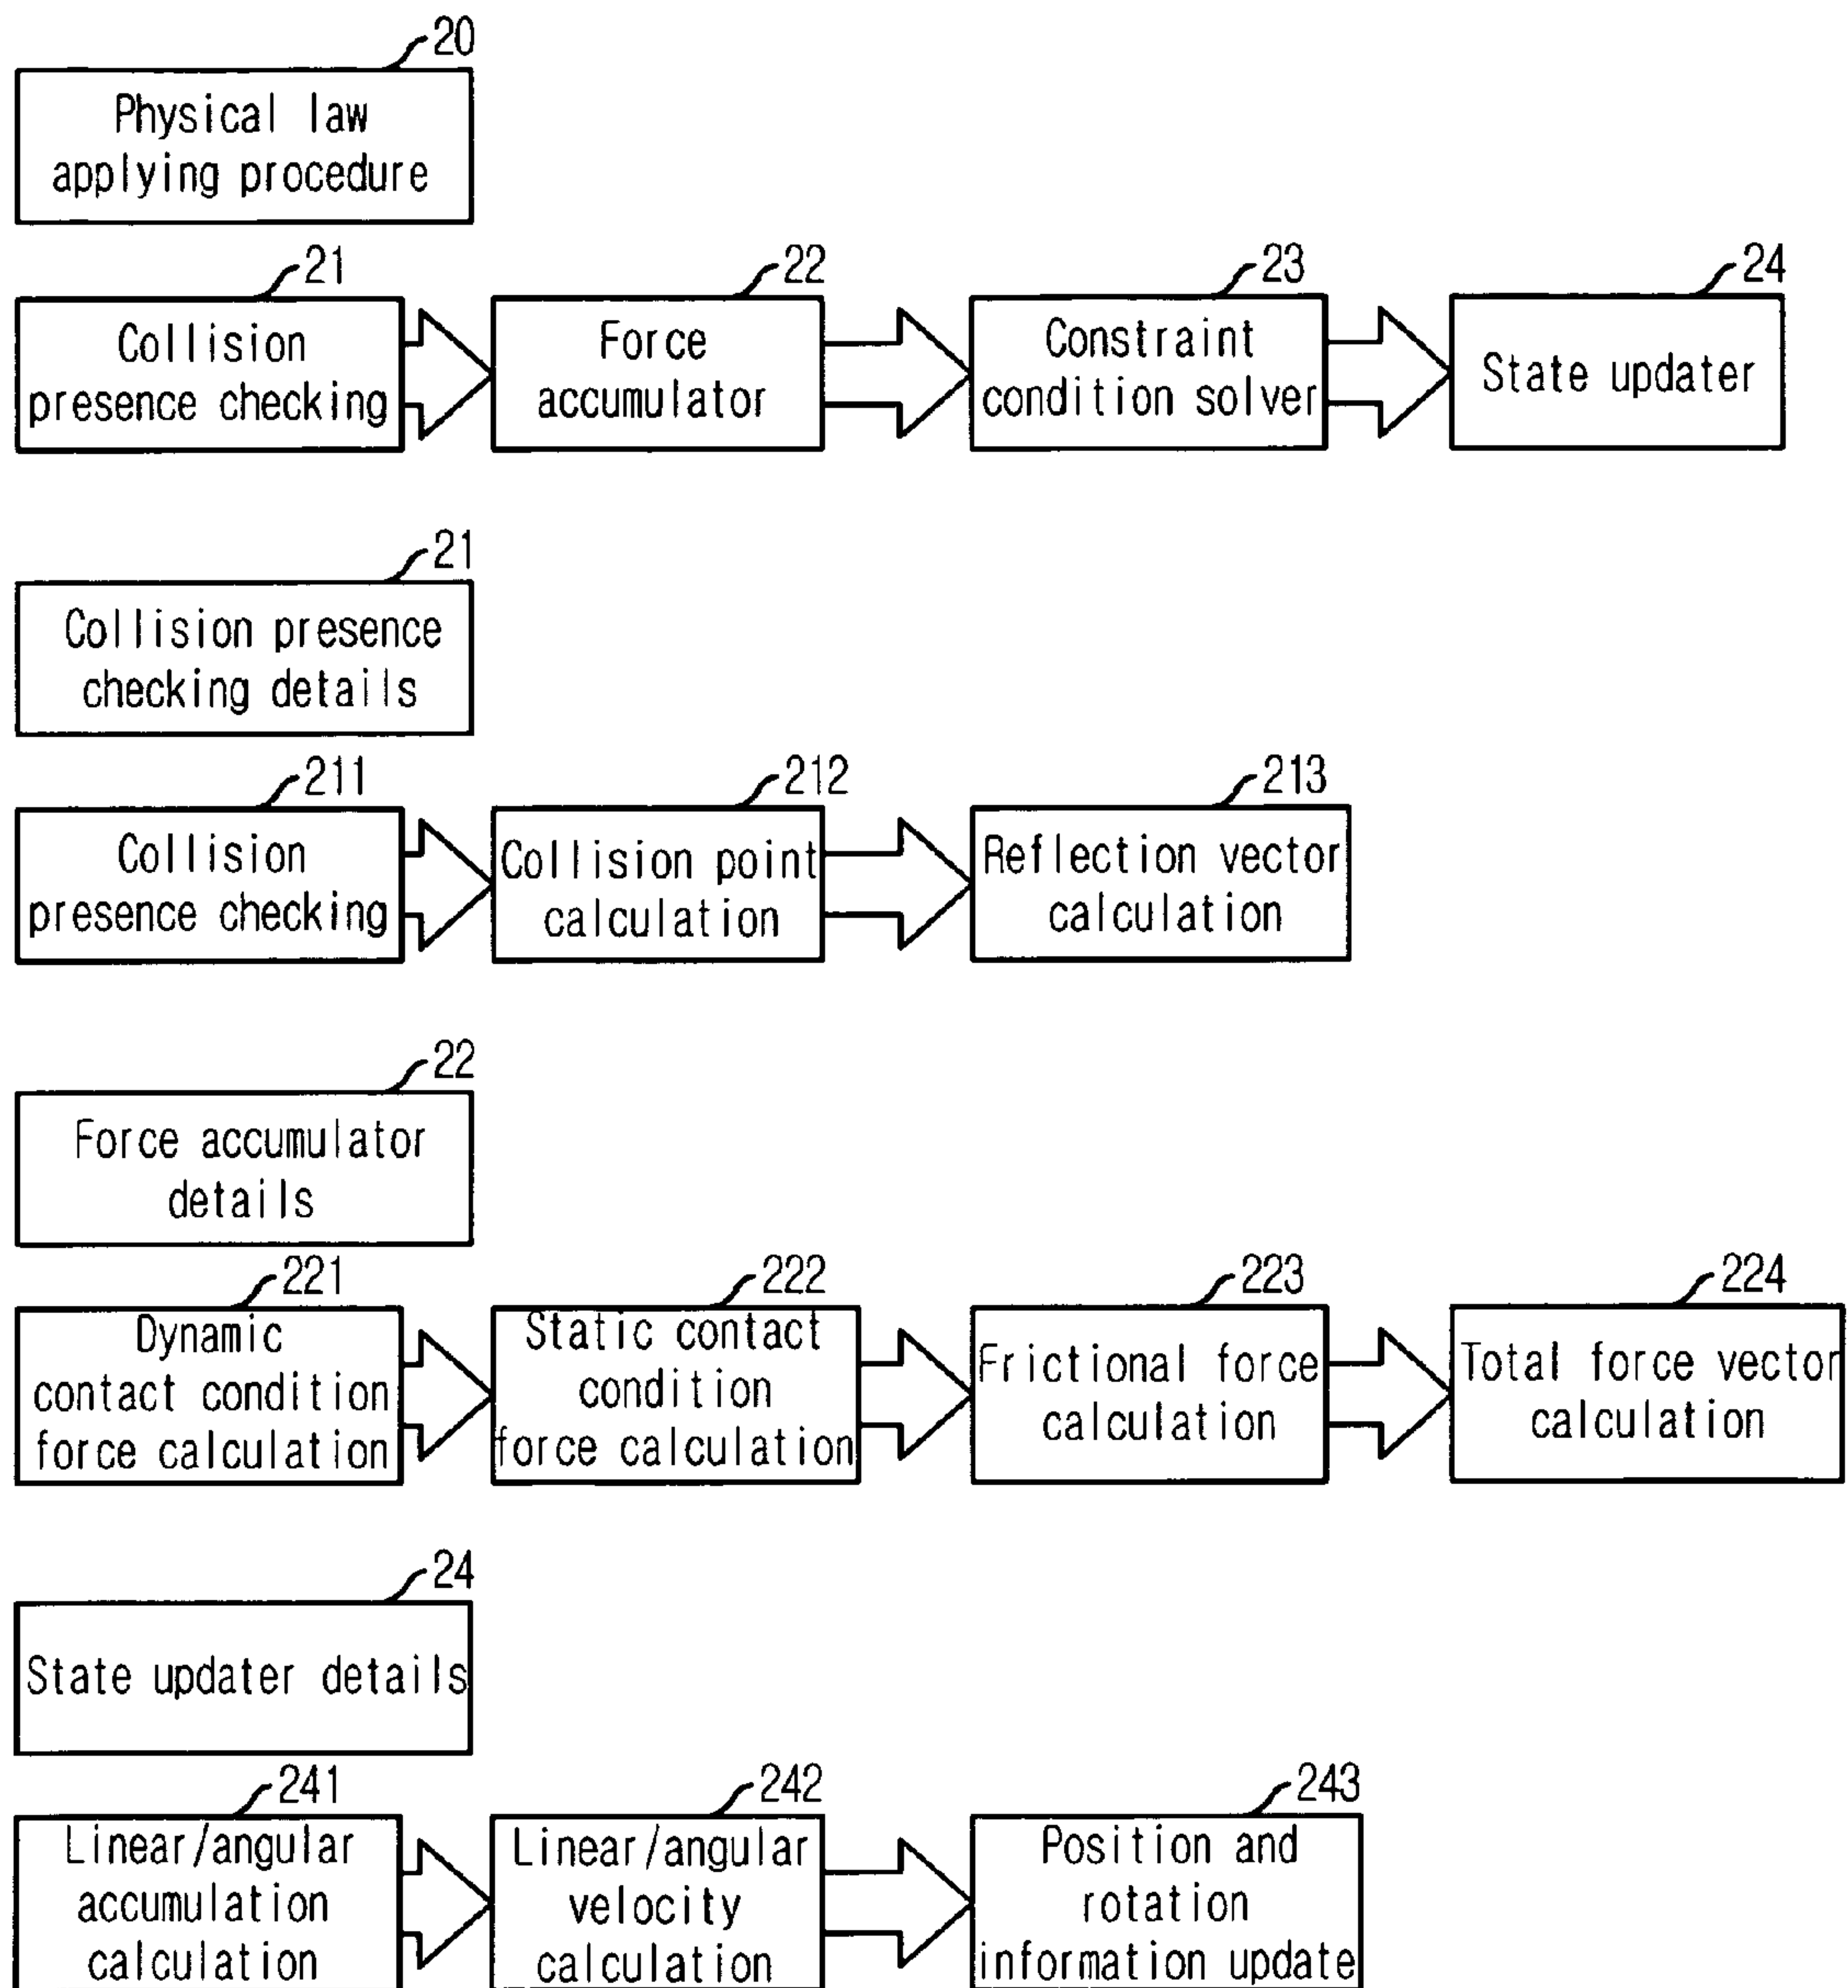 20
Physical law
applying procedure
21
22
23
24
Collision
presence checking
Force
accumulator
Constraint
condition solver
State updater
21
Collision presence
checking details
211
212
213
Collision
presence checking
Collision point
calculation
Reflection vector
calculation
22
Force accumulator
details
221
222
223
224
Dynamic
contact condition
force calculation
Static contact
condition
force calculation
Frictional force
calculation
Total force vector
calculation
24
State updater details
241
242
243
Linear/angular
accumulation
calculation
Linear/angular
velocity
calculation
Position and
rotation
information update